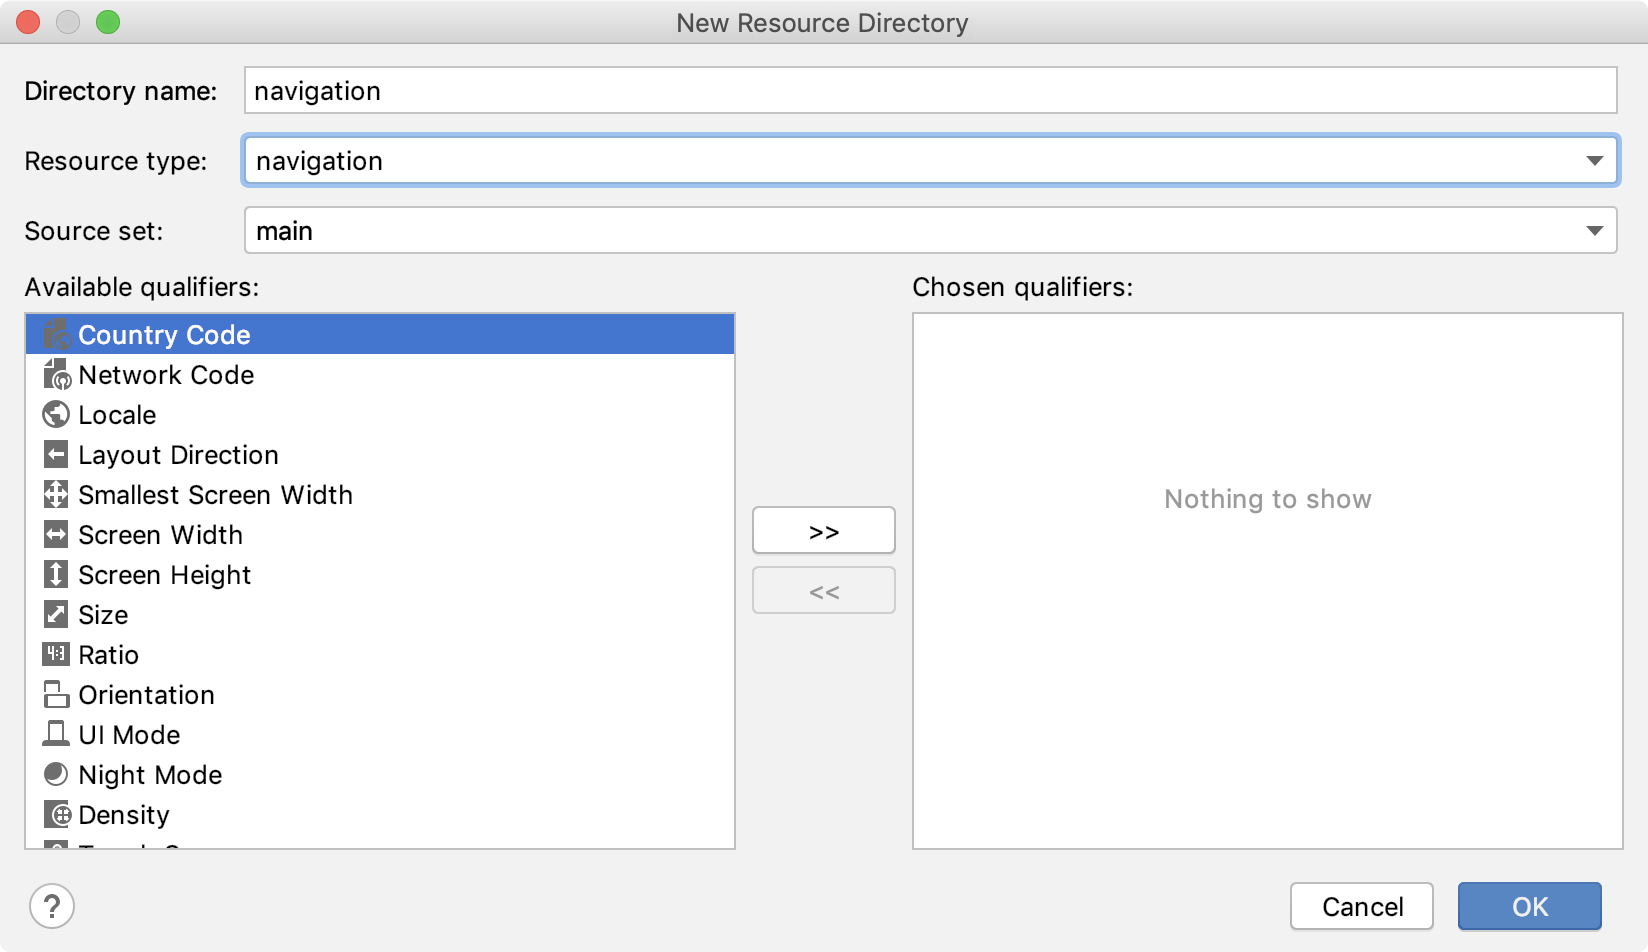 New Resource Directory
Directory name: navigation
Resource type: navigation
Source set: main
Available qualifiers:
Country Code
Network Code
Locale
Layout Direction
Smallest Screen Width
Screen Width
Screen Height
Size
4:3 Ratio
Orientation
UI Mode
Night Mode
Density
>>
<<
Chosen qualifiers:
Nothing to show
?
Cancel
OK